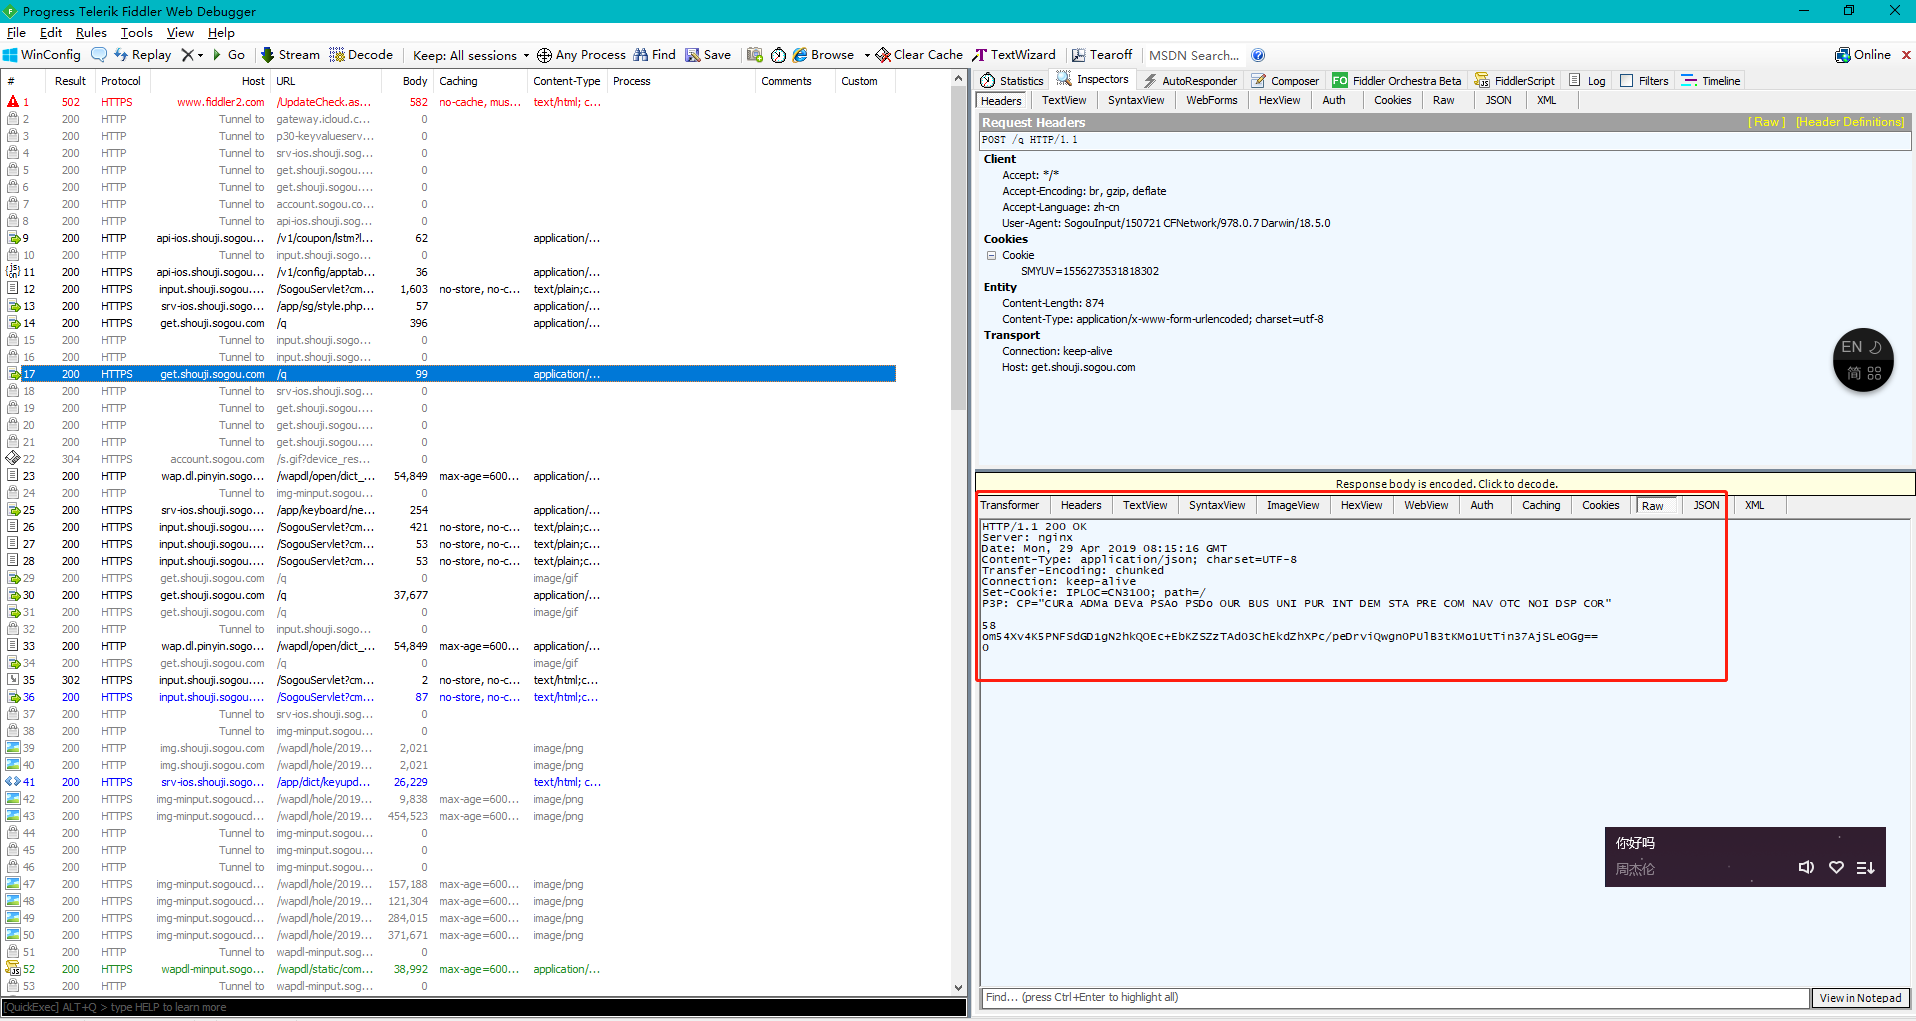 Progress Telerik Fiddler Web Debugger
File Edit Rules Tools View Help
WinConfig Replay Go Stream Decode Keep: All sessions Any Process Find Save Browse Clear Cache TextWizard Tearoff MSDN Search... Online
# Result Protocol Host URL Body Caching Content-Type Process Comments Custom
1 502 HTTPS www.fiddler2.com /UpdateCheck.as... 582 no-cache, mus... text/html; c...
2 200 HTTP Tunnel to gateway.icloud.c... 0
3 200 HTTP Tunnel to p30-keyvalueserv... 0
4 200 HTTP Tunnel to srv-ios.shouji.sog... 0
5 200 HTTP Tunnel to get.shouji.sogou.... 0
6 200 HTTP Tunnel to get.shouji.sogou.... 0
7 200 HTTP Tunnel to account.sogou.co... 0
8 200 HTTP Tunnel to api-ios.shouji.sog... 0
9 200 HTTP api-ios.shouji.sogou... /v1/coupon/lstm?l... 62 application/...
10 200 HTTP Tunnel to input.shouji.sogo... 0
11 200 HTTPS api-ios.shouji.sogou... /v1/config/apptab... 36 application/...
12 200 HTTPS input.shouji.sogou.... /SogouServlet?cm... 1,603 no-store, no-c... text/plain;c...
13 200 HTTPS srv-ios.shouji.sogo... /app/sg/style.php... 57 application/...
14 200 HTTPS get.shouji.sogou.com /q 396 application/...
15 200 HTTP Tunnel to input.shouji.sogo... 0
16 200 HTTP Tunnel to input.shouji.sogo... 0
17 200 HTTPS get.shouji.sogou.com /q 99 application/...
18 200 HTTP Tunnel to srv-ios.shouji.sog... 0
19 200 HTTP Tunnel to get.shouji.sogou.... 0
20 200 HTTP Tunnel to get.shouji.sogou.... 0
21 200 HTTP Tunnel to get.shouji.sogou.... 0
22 304 HTTPS account.sogou.com /s.gif?device_res... 0
23 200 HTTP wap.dl.pinyin.sogo... /wapdl/open/dict_... 54,849 max-age=600... application/...
24 200 HTTP Tunnel to img-minput.sogou... 0
25 200 HTTPS srv-ios.shouji.sogo... /app/keyboard/ne... 254 application/...
26 200 HTTPS input.shouji.sogou.... /SogouServlet?cm... 421 no-store, no-c... text/plain;c...
27 200 HTTPS input.shouji.sogou.... /SogouServlet?cm... 53 no-store, no-c... text/plain;c...
28 200 HTTPS input.shouji.sogou.... /SogouServlet?cm... 53 no-store, no-c... text/plain;c...
29 200 HTTPS get.shouji.sogou.com /q 0 image/gif
30 200 HTTPS get.shouji.sogou.com /q 37,677 application/...
31 200 HTTPS get.shouji.sogou.com /q 0 image/gif
32 200 HTTP Tunnel to input.shouji.sogo... 0
33 200 HTTP wap.dl.pinyin.sogo... /wapdl/open/dict_... 54,849 max-age=600... application/...
34 200 HTTPS get.shouji.sogou.com /q 0 image/gif
35 302 HTTPS input.shouji.sogou.... /SogouServlet?cm... 2 no-store, no-c... text/html;c...
36 200 HTTPS input.shouji.sogou.... /SogouServlet?cm... 87 no-store, no-c... text/html;c...
37 200 HTTP Tunnel to srv-ios.shouji.sog... 0
38 200 HTTP Tunnel to img-minput.sogou... 0
39 200 HTTP img.shouji.sogou.com /wapdl/hole/2019... 2,021 image/png
40 200 HTTP img.shouji.sogou.com /wapdl/hole/2019... 2,021 image/png
41 200 HTTPS srv-ios.shouji.sogo... /app/dict/keyupd... 26,229 text/html; c...
42 200 HTTPS img-minput.sogoucd... /wapdl/hole/2019... 9,838 max-age=600... image/png
43 200 HTTPS img-minput.sogoucd... /wapdl/hole/2019... 454,523 max-age=600... image/png
44 200 HTTP Tunnel to img-minput.sogou... 0
45 200 HTTP Tunnel to img-minput.sogou... 0
46 200 HTTP Tunnel to img-minput.sogou... 0
47 200 HTTPS img-minput.sogoucd... /wapdl/hole/2019... 157,188 max-age=600... image/png
48 200 HTTPS img-minput.sogoucd... /wapdl/hole/2019... 121,304 max-age=600... image/png
49 200 HTTPS img-minput.sogoucd... /wapdl/hole/2019... 284,015 max-age=600... image/png
50 200 HTTPS img-minput.sogoucd... /wapdl/hole/2019... 371,671 max-age=600... image/png
51 200 HTTP Tunnel to wapdl-minput.sog... 0
52 200 HTTPS wapdl-minput.sogo... /wapdl/static/com... 38,992 max-age=600... application/...
53 200 HTTP Tunnel to wapdl-minput.sog... 0
[QuickExec] ALT+Q > type HELP to learn more
Statistics Inspectors AutoResponder Composer FO Fiddler Orchestra Beta FiddlerScript Log Filters Timeline
Headers TextView SyntaxView WebForms HexView Auth Cookies Raw JSON XML
Request Headers [ Raw ] [Header Definitions]
POST /q HTTP/1.1
Client
Accept: */*
Accept-Encoding: br, gzip, deflate
Accept-Language: zh-cn
User-Agent: SogouInput/150721 CFNetwork/978.0.7 Darwin/18.5.0
Cookies
Cookie
SMYUV=1556273531818302
Entity
Content-Length: 874
Content-Type: application/x-www-form-urlencoded; charset=utf-8
Transport
Connection: keep-alive
Host: get.shouji.sogou.com
EN
简
Response body is encoded. Click to decode.
Transformer Headers TextView SyntaxView ImageView HexView WebView Auth Caching Cookies Raw JSON XML
HTTP/1.1 200 OK
Server: nginx
Date: Mon, 29 Apr 2019 08:15:16 GMT
Content-Type: application/json; charset=UTF-8
Transfer-Encoding: chunked
Connection: keep-alive
Set-Cookie: IPLOC=CN3100; path=/
P3P: CP="CURa ADMa DEVa PSAo PSDo OUR BUS UNI PUR INT DEM STA PRE COM NAV OTC NOI DSP COR"
58
om54Xv4K5PNFSdGD1gN2hkQOEc+EbKZSZzTAdO3ChEkdZhXPc/peDrviQwgnOPUlB3tKMo1UtTin37AjSLeOGg==
0
你好吗
周杰伦
Find... (press Ctrl+Enter to highlight all)
View in Notepad